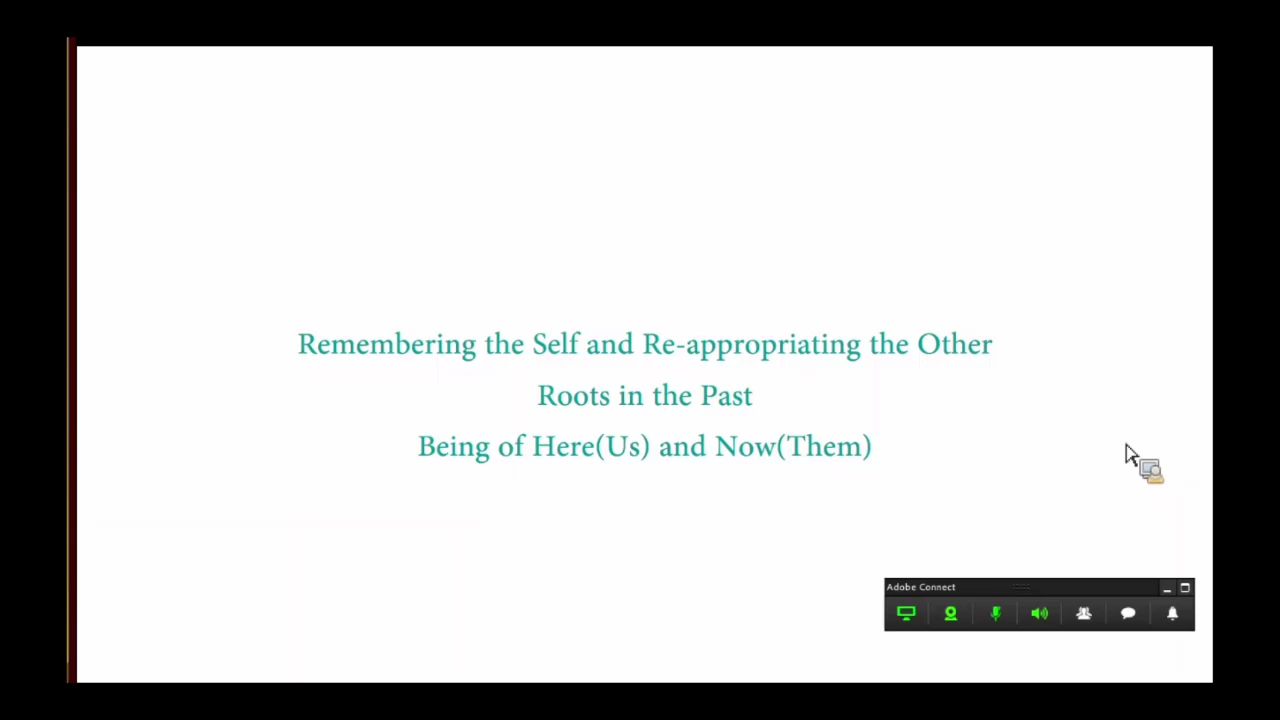 Remembering the Self and Re-appropriating the Other
Roots in the Past
Being of Here(Us) and Now(Them)
Adobe Connect